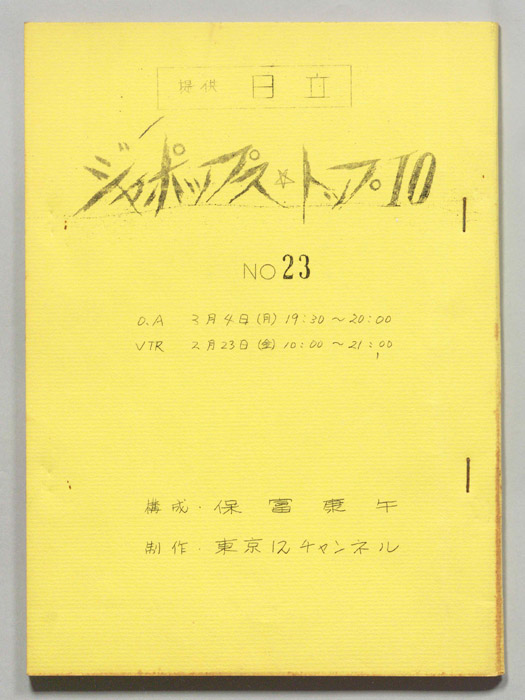 提供 日立
ジャポップス☆トップ10
NO 23
O.A 3月4日(月) 19:30～20:00
VTR 2月23日(金) 10:00～21:00
構成・保富康午
制作・東京12チャンネル